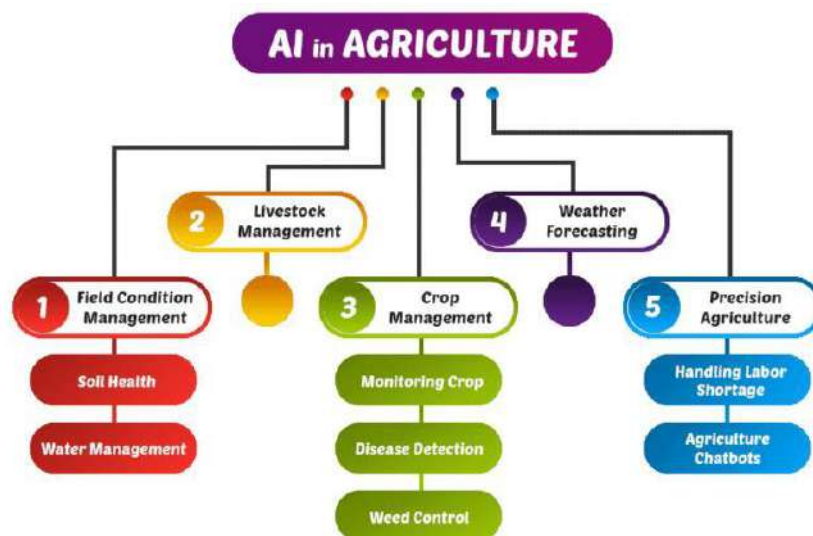 AI in AGRICULTURE
1
Field Condition
Management
Soil Health
Water Management
2
Livestock
Management
3
Crop
Management
Monitoring Crop
Disease Detection
Weed Control
4
Weather
Forecasting
5
Precision
Agriculture
Handling Labor
Shortage
Agriculture
Chatbots